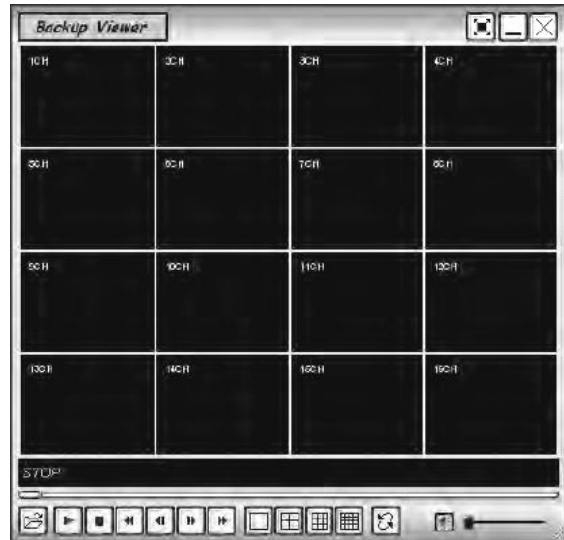 Backup Viewer
1CH 2CH 3CH 4CH
5CH 6CH 7CH 8CH
9CH 10CH 11CH 12CH
13CH 14CH 15CH 16CH
STOP